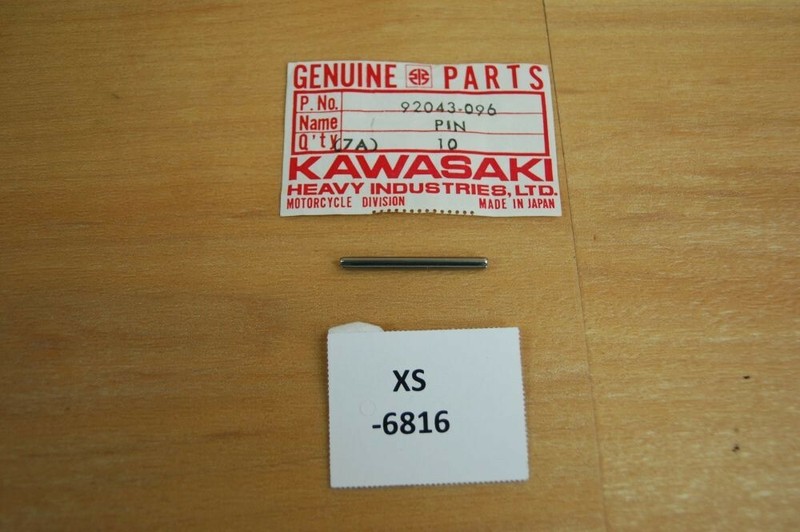 GENUINE PARTS
P. No. 92043-096
Name PIN
Q'ty (7A) 10
KAWASAKI
HEAVY INDUSTRIES, LTD.
MOTORCYCLE DIVISION MADE IN JAPAN
XS
-6816